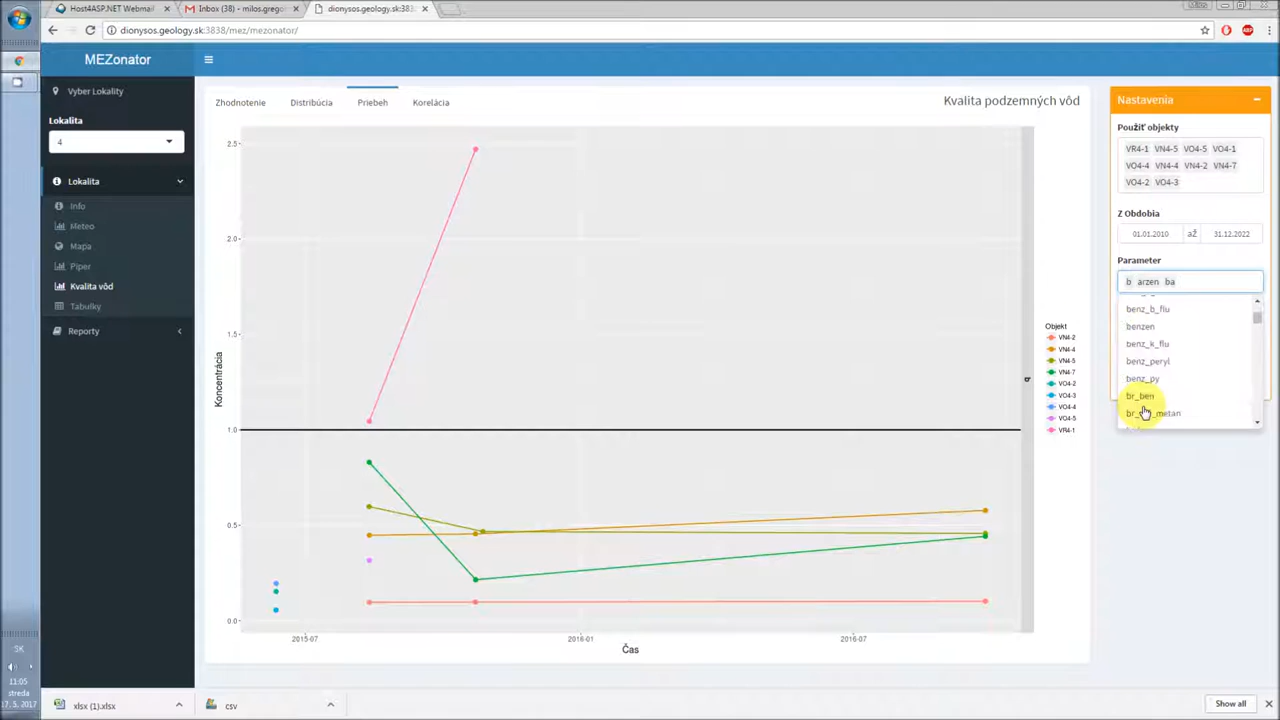 Host4ASP.NET Webmail
Inbox (38) - milos.grego
dionysos.geology.sk:383
Milos
dionysos.geology.sk:3838/mez/mezonator/
MEZonator
Vyber Lokality
Lokalita
4
Lokalita
Info
Meteo
Mapa
Piper
Kvalita vôd
Tabulky
Reporty
Zhodnotenie
Distribúcia
Priebeh
Korelácia
Kvalita podzemných vôd
Koncentrácia
2.5
2.0
1.5
1.0
0.5
0.0
2015-07
2016-01
2016-07
Čas
b
Objekt
VN4-2
VN4-4
VN4-5
VN4-7
VO4-2
VO4-3
VO4-4
VO4-5
VR4-1
Nastavenia
Použiť objekty
VR4-1 VN4-5 VO4-5 VO4-1
VO4-4 VN4-4 VN4-2 VN4-7
VO4-2 VO4-3
Z Obdobia
01.01.2010 až 31.12.2022
Parameter
b arzen ba
benz_b_flu
benzen
benz_k_flu
benz_peryl
benz_py
br_ben
SK
11:05
streda
17. 5. 2017
xlsx (1).xlsx
csv
Show all